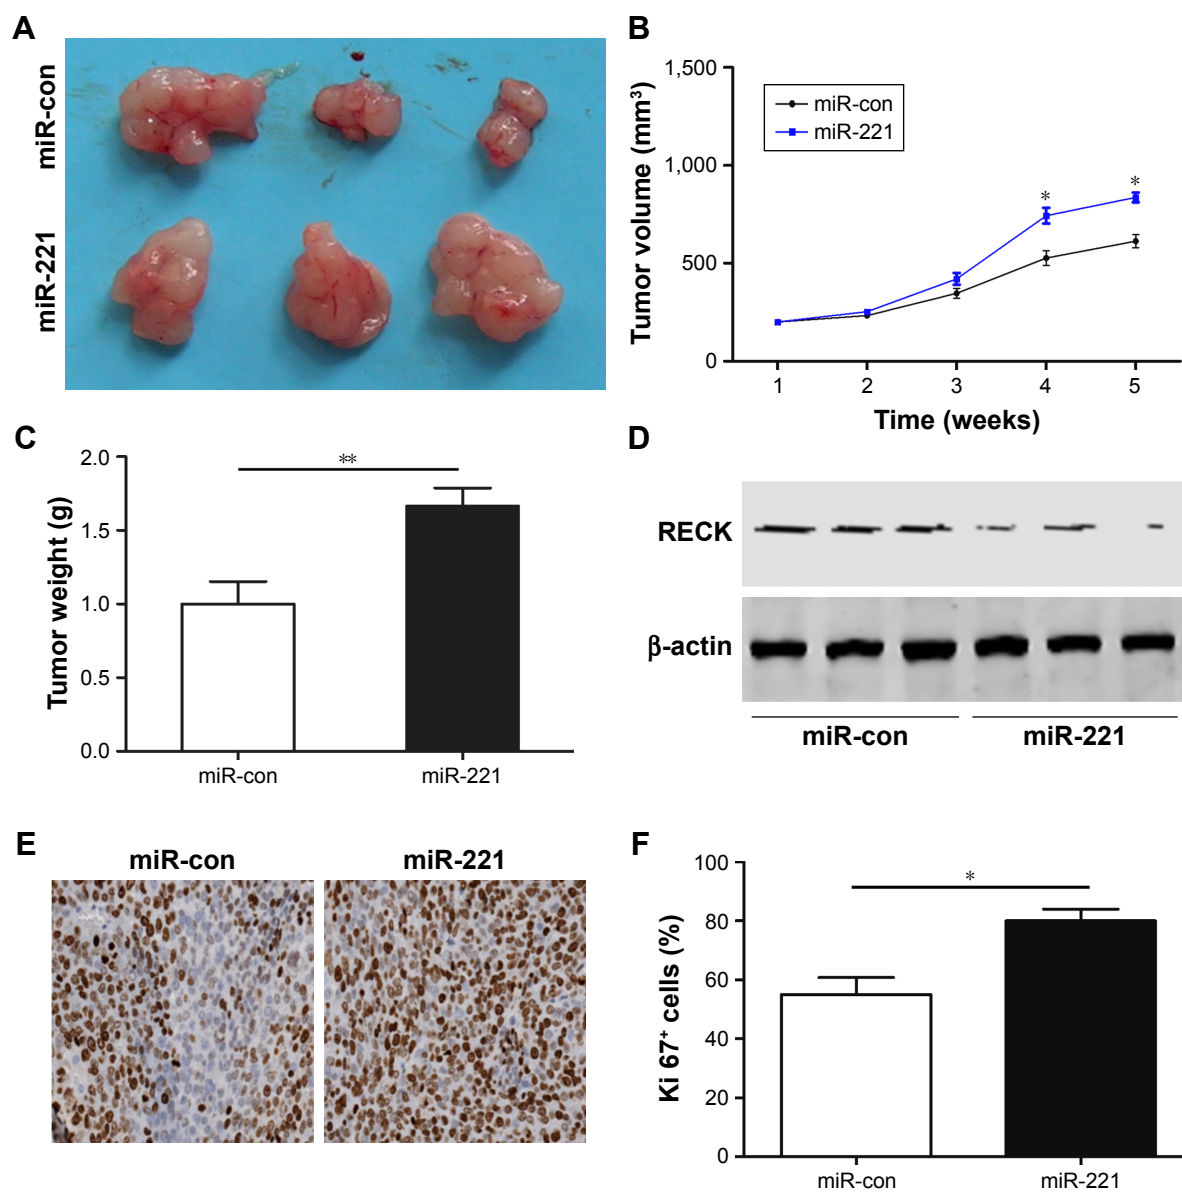 A
miR-con
miR-221
B
Tumor volume (mm³)
1,500
1,000
500
0
miR-con
miR-221
*
*
1 2 3 4 5
Time (weeks)
C
Tumor weight (g)
2.0
1.5
1.0
0.5
0.0
**
miR-con miR-221
D
RECK
β-actin
miR-con miR-221
E
miR-con miR-221
F
Ki 67⁺ cells (%)
100
80
60
40
20
0
*
miR-con miR-221